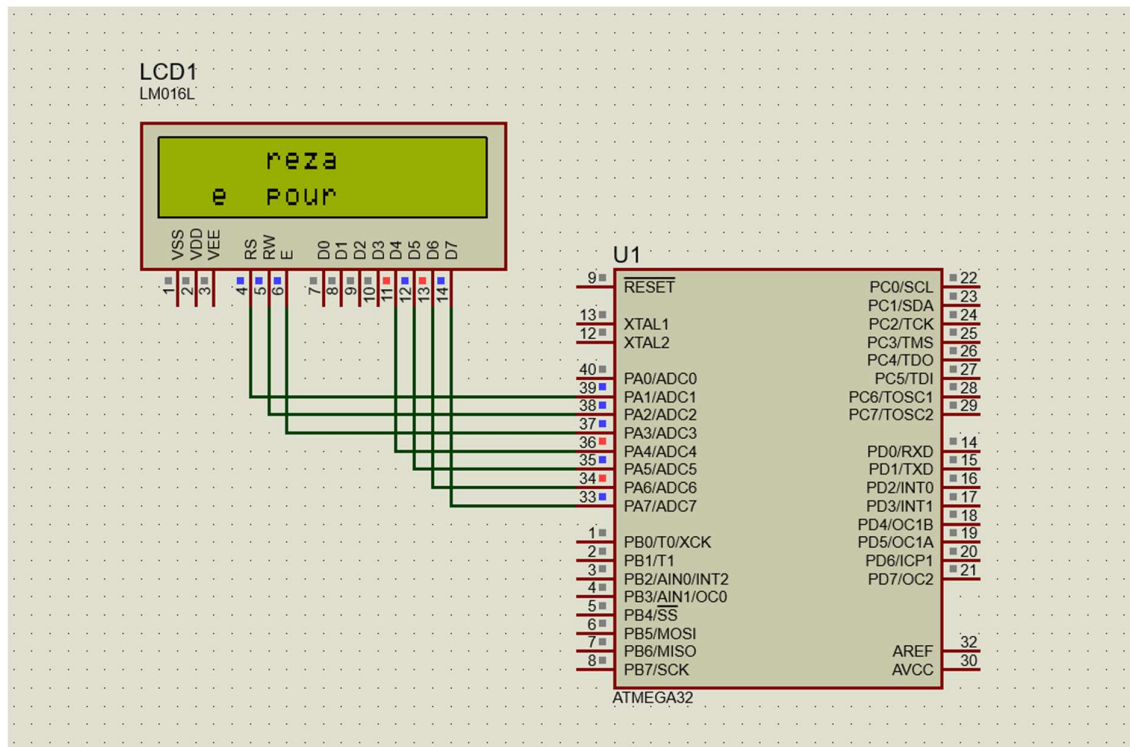 LCD1
LM016L
reza
e pour
VSS
VDD
VEE
RS
RW
E
D0
D1
D2
D3
D4
D5
D6
D7
1
2
3
4
5
6
7
8
9
10
11
12
13
14
U1
9 RESET
13 XTAL1
12 XTAL2
40 PA0/ADC0
39 PA1/ADC1
38 PA2/ADC2
37 PA3/ADC3
36 PA4/ADC4
35 PA5/ADC5
34 PA6/ADC6
33 PA7/ADC7
1 PB0/T0/XCK
2 PB1/T1
3 PB2/AIN0/INT2
4 PB3/AIN1/OC0
5 PB4/SS
6 PB5/MOSI
7 PB6/MISO
8 PB7/SCK
PC0/SCL 22
PC1/SDA 23
PC2/TCK 24
PC3/TMS 25
PC4/TDO 26
PC5/TDI 27
PC6/TOSC1 28
PC7/TOSC2 29
PD0/RXD 14
PD1/TXD 15
PD2/INT0 16
PD3/INT1 17
PD4/OC1B 18
PD5/OC1A 19
PD6/ICP1 20
PD7/OC2 21
AREF 32
AVCC 30
ATMEGA32